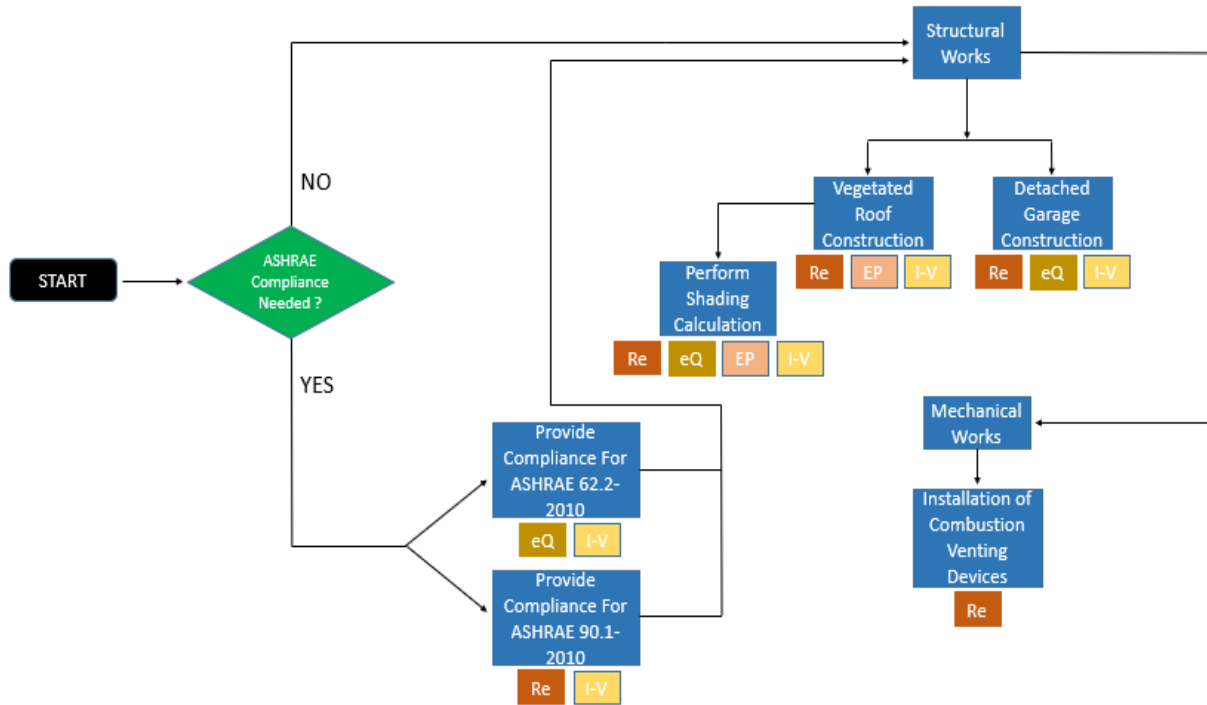 Structural
Works
NO
Vegetated
Roof
Construction
Re EP I-V
Detached
Garage
Construction
Re eQ I-V
START
ASHRAE
Compliance
Needed ?
Perform
Shading
Calculation
Re eQ EP I-V
YES
Provide
Compliance For
ASHRAE 62.2-
2010
eQ I-V
Mechanical
Works
Installation of
Combustion
Venting
Devices
Re
Provide
Compliance For
ASHRAE 90.1-
2010
Re I-V